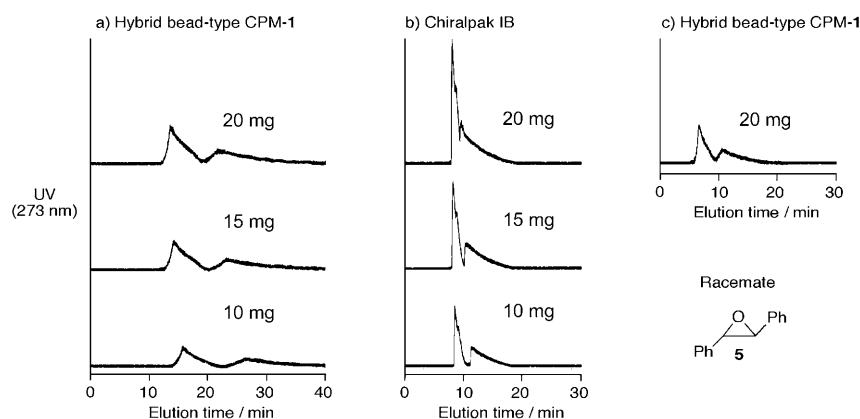 a) Hybrid bead-type CPM-1
b) Chiralpak IB
c) Hybrid bead-type CPM-1
20 mg
20 mg
20 mg
UV
(273 nm)
15 mg
15 mg
10 mg
10 mg
0 10 20 30 40
Elution time / min
0 10 20 30
Elution time / min
0 10 20 30
Elution time / min
Racemate
O
Ph
Ph
5